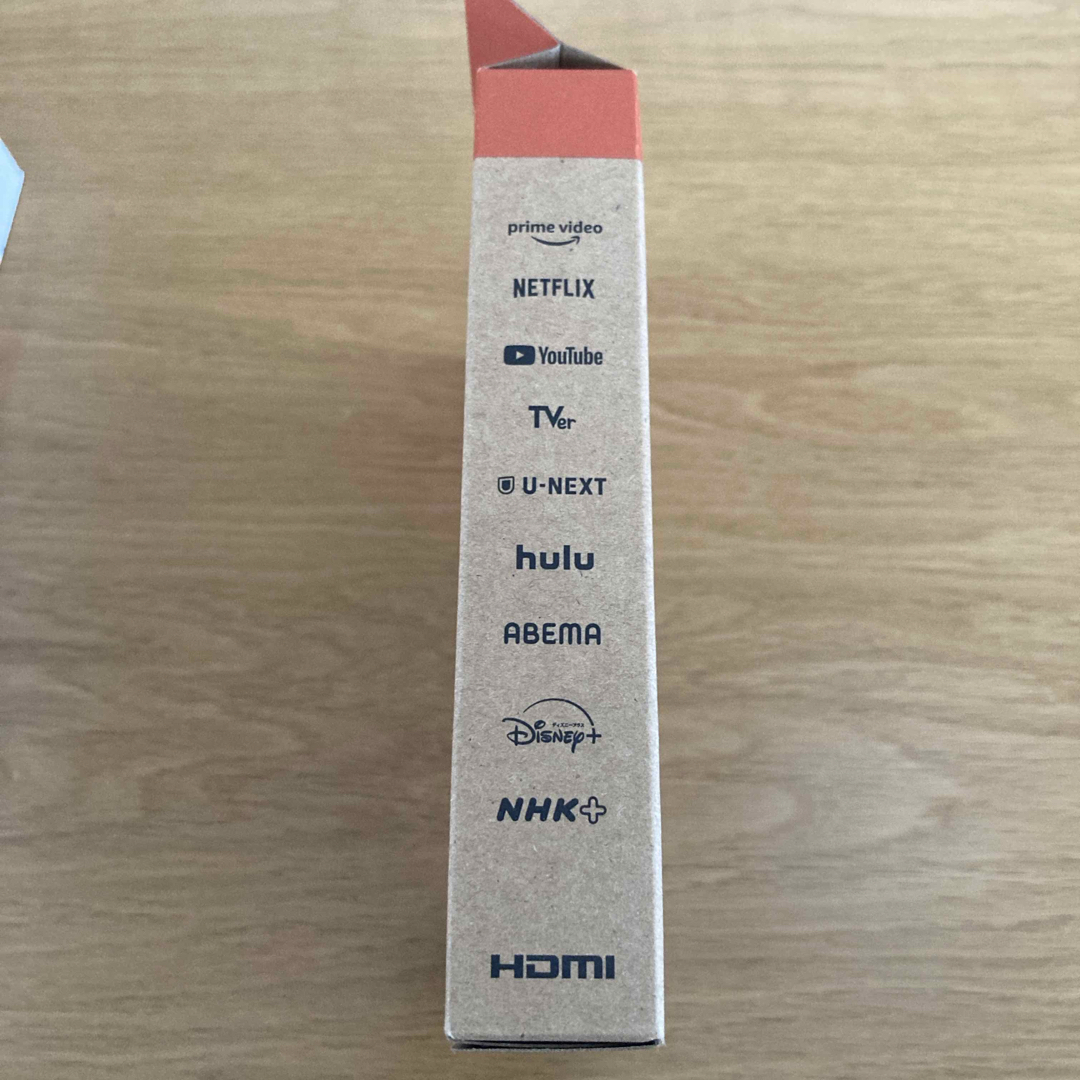 prime video
NETFLIX
YouTube
TVer
U-NEXT
hulu
ABEMA
ディズニープラス
Disney+
NHK+
HDMI